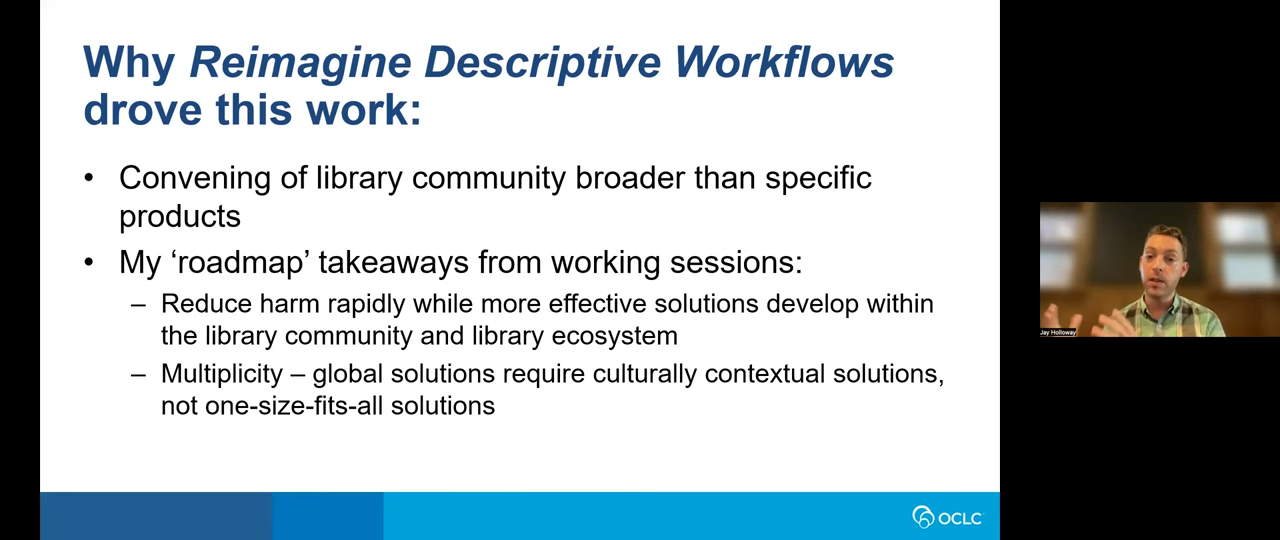 Why Reimagine Descriptive Workflows
drove this work:
• Convening of library community broader than specific
products
• My ‘roadmap’ takeaways from working sessions:
– Reduce harm rapidly while more effective solutions develop within
the library community and library ecosystem
– Multiplicity – global solutions require culturally contextual solutions,
not one-size-fits-all solutions
Jay Holloway
OCLC